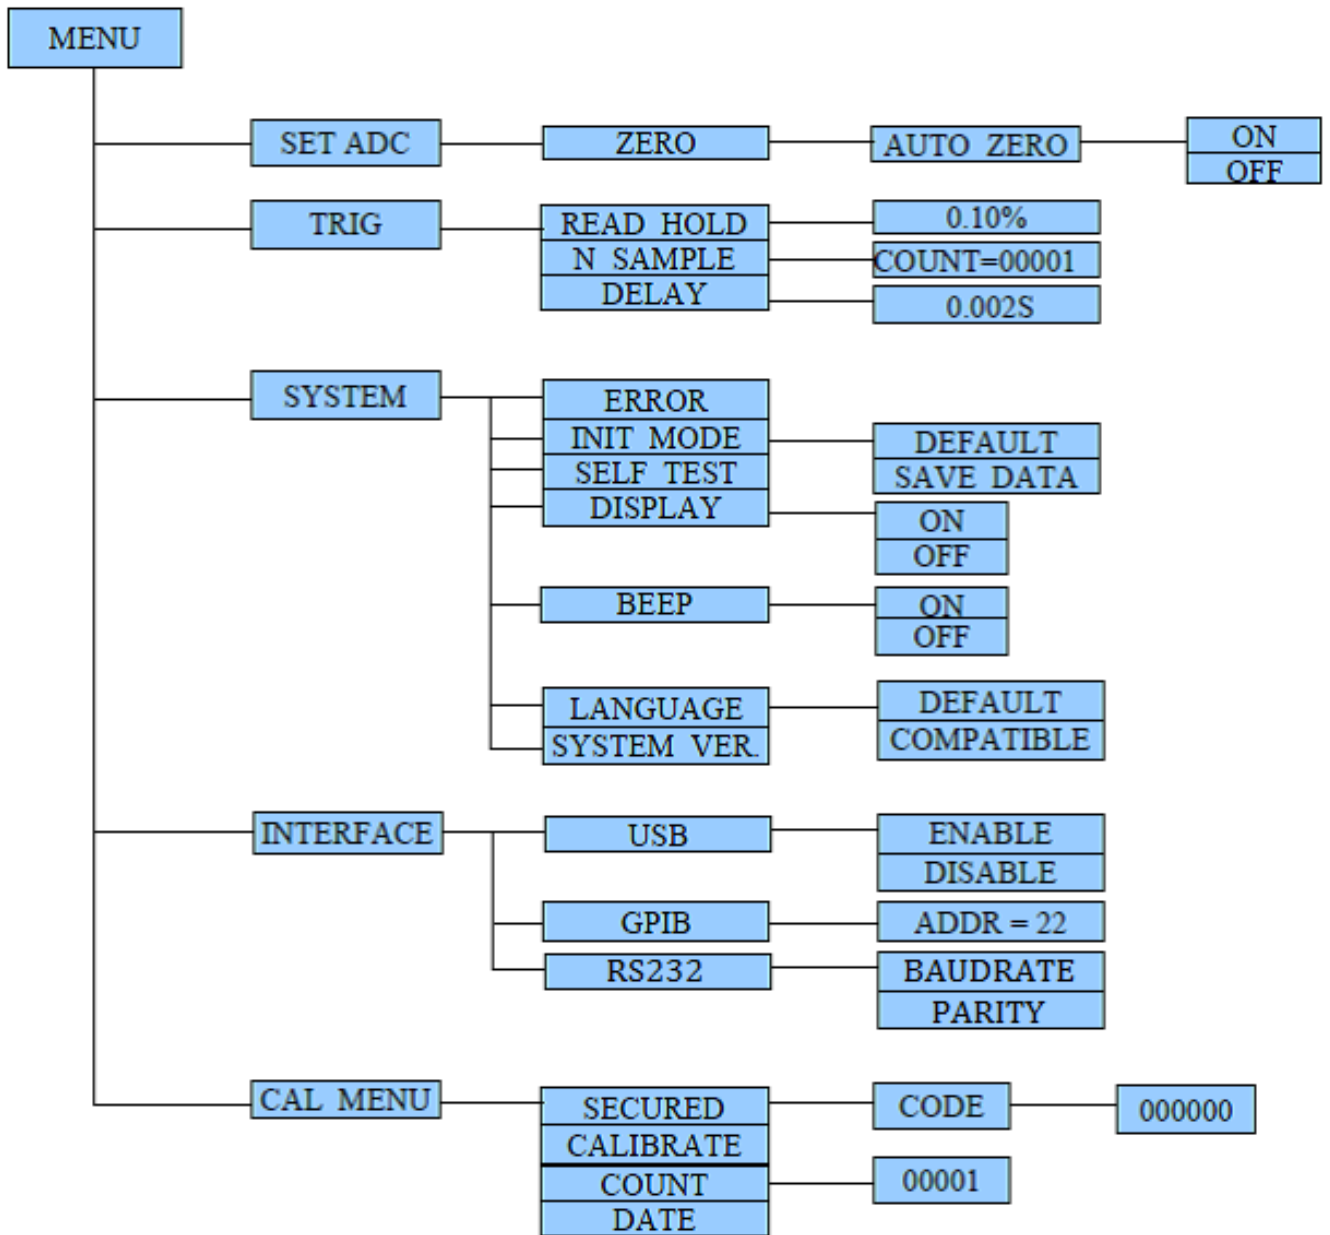 MENU
SET ADC
ZERO
AUTO ZERO
ON
OFF
TRIG
READ HOLD
0.10%
N SAMPLE
COUNT=00001
DELAY
0.002S
SYSTEM
ERROR
INIT MODE
DEFAULT
SELF TEST
SAVE DATA
DISPLAY
ON
OFF
BEEP
ON
OFF
LANGUAGE
DEFAULT
SYSTEM VER.
COMPATIBLE
INTERFACE
USB
ENABLE
DISABLE
GPIB
ADDR = 22
RS232
BAUDRATE
PARITY
CAL MENU
SECURED
CODE
000000
CALIBRATE
COUNT
00001
DATE